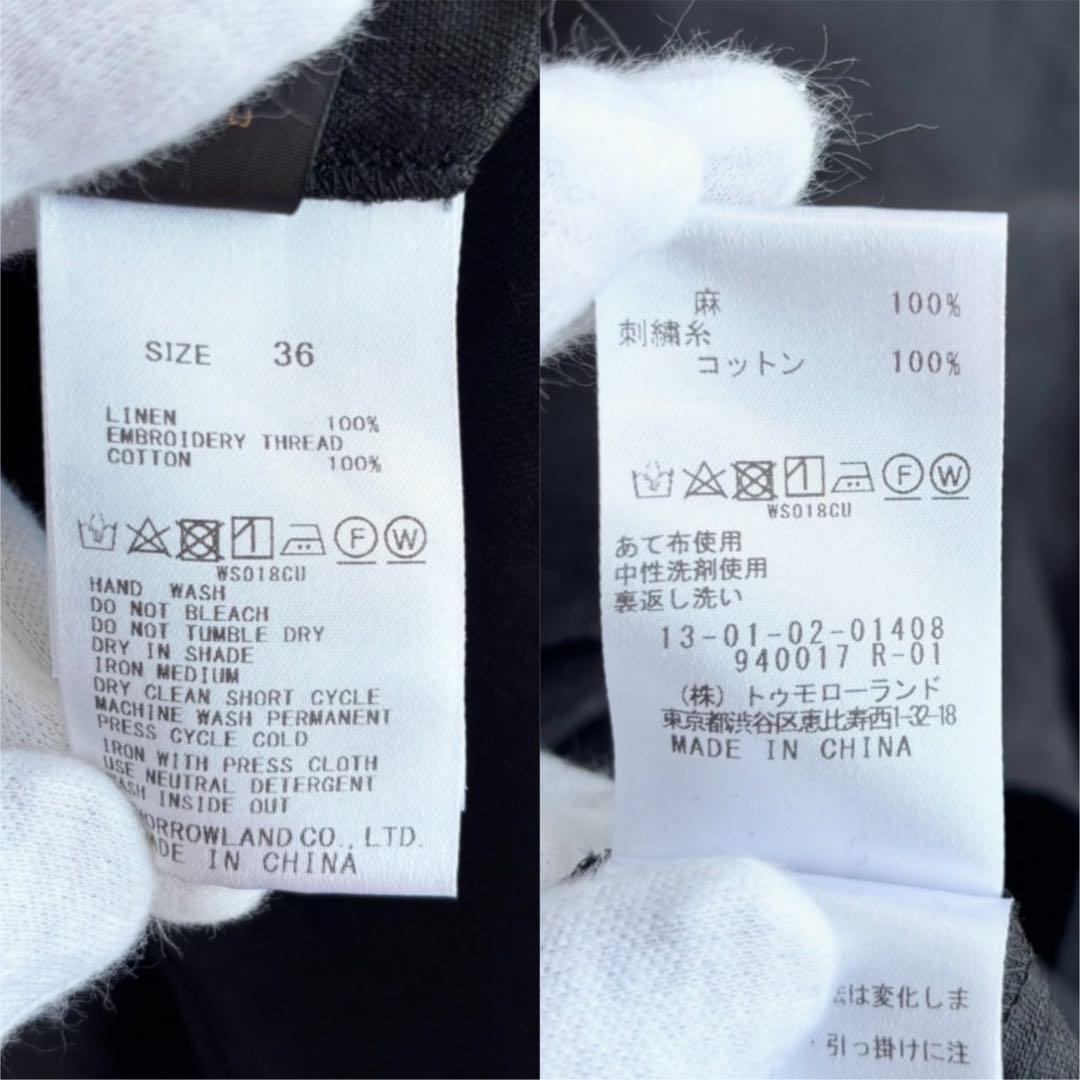 SIZE 36
LINEN 100%
EMBROIDERY THREAD
COTTON 100%
F W
WS018CU
HAND WASH
DO NOT BLEACH
DO NOT TUMBLE DRY
DRY IN SHADE
IRON MEDIUM
DRY CLEAN SHORT CYCLE
MACHINE WASH PERMANENT
PRESS CYCLE COLD
IRON WITH PRESS CLOTH
USE NEUTRAL DETERGENT
ASH INSIDE OUT
ORROWLAND CO., LTD.
DE IN CHINA
麻 100%
刺繍糸
コットン 100%
F W
WS018CU
あて布使用
中性洗剤使用
裏返し洗い
13-01-02-01408
940017 R-01
(株)トゥモローランド
東京都渋谷区恵比寿西1-32-18
MADE IN CHINA
は変化しま
・引っ掛けに注